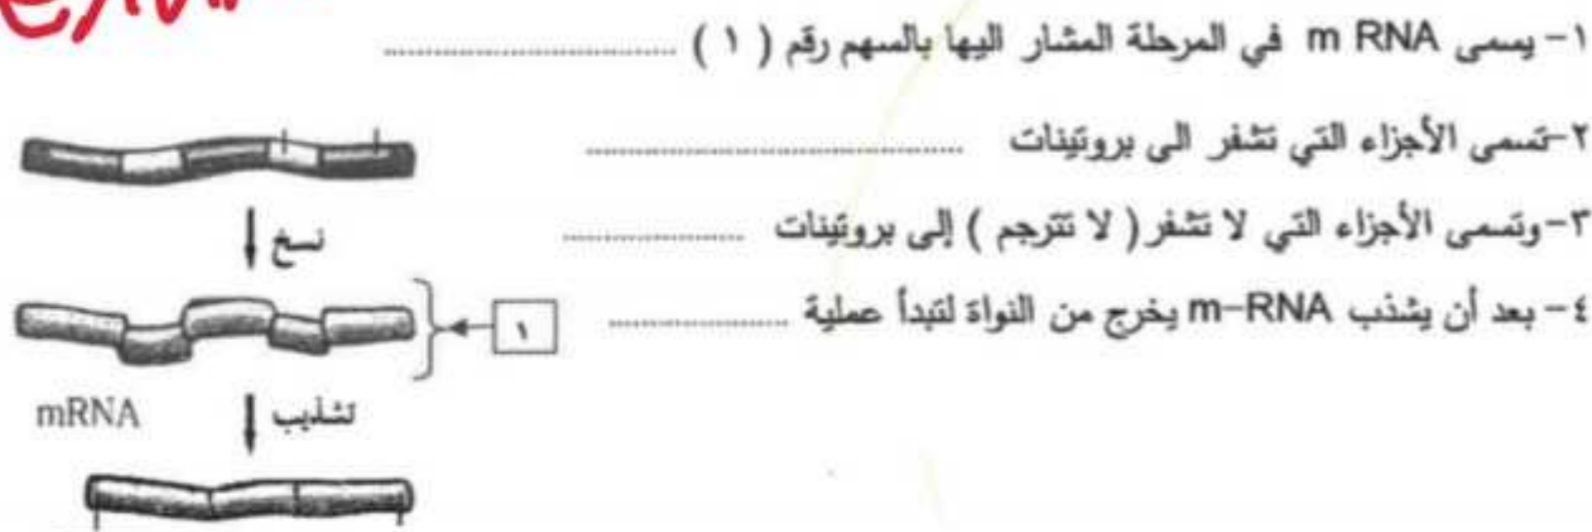 ١- يسمى m RNA في المرحلة المشار اليها بالسهم رقم ( ١ ) ..............................
٢-تسمى الأجزاء التي تشفر الى بروتينات ..............................
٣-وتسمى الأجزاء التي لا تشفر( لا تترجم ) إلى بروتينات ..............................
٤- بعد أن يشذب m-RNA يخرج من النواة لتبدأ عملية ..............................
نسخ
١
mRNA
تشذيب